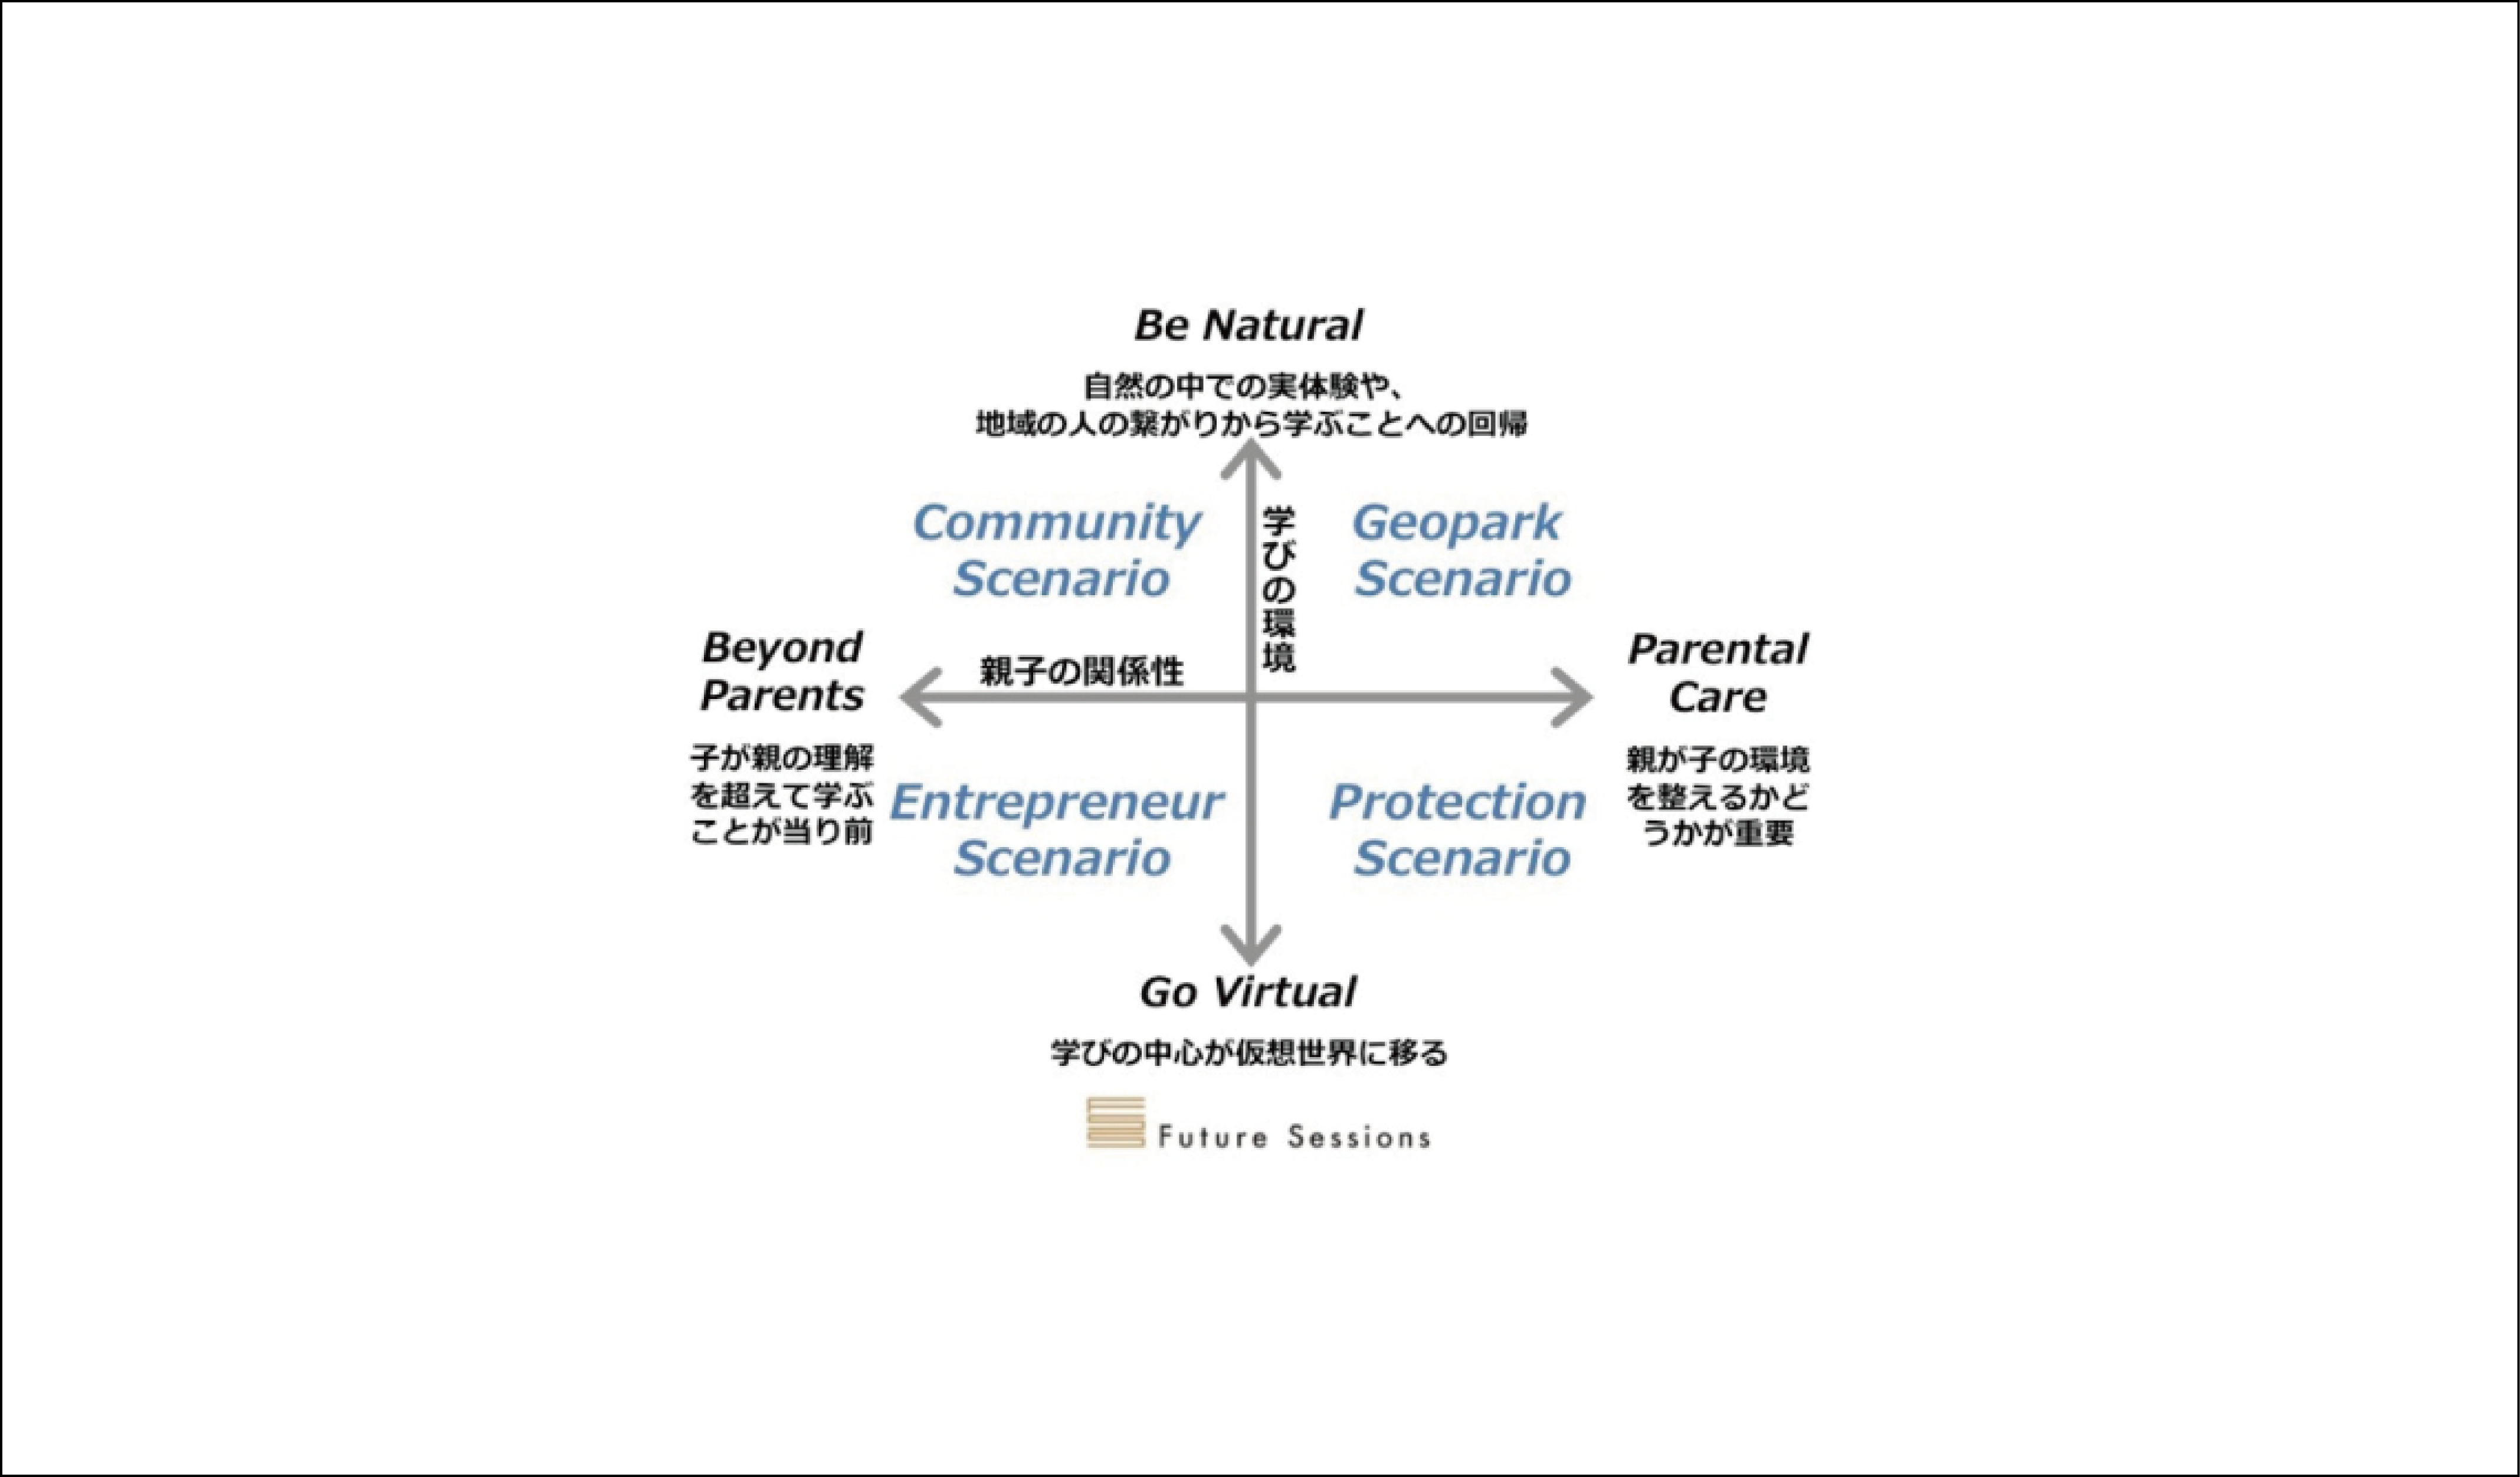 Be Natural
自然の中での実体験や、
地域の人の繋がりから学ぶことへの回帰
Community
Scenario
学びの環境
Geopark
Scenario
Beyond
Parents
子が親の理解
を超えて学ぶ
ことが当り前
親子の関係性
Parental
Care
親が子の環境
を整えるかど
うかが重要
Entrepreneur
Scenario
Protection
Scenario
Go Virtual
学びの中心が仮想世界に移る
Future Sessions